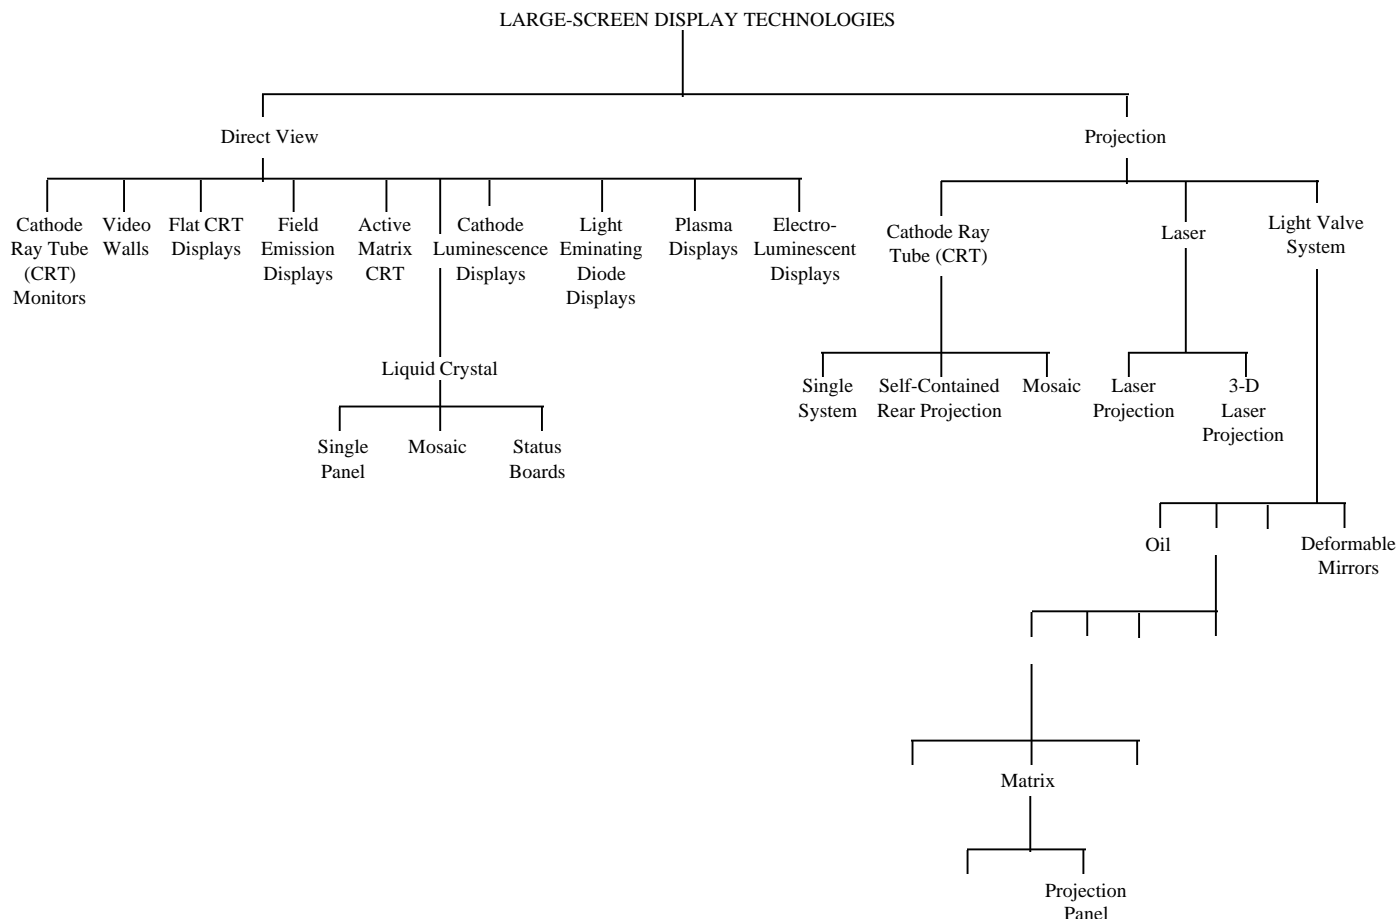 LARGE-SCREEN DISPLAY TECHNOLOGIES
Direct View
Projection
Cathode
Ray Tube
(CRT)
Monitors
Video
Walls
Flat CRT
Displays
Field
Emission
Displays
Active
Matrix
CRT
Cathode
Luminescence
Displays
Light
Eminating
Diode
Displays
Plasma
Displays
Electro-
Luminescent
Displays
Cathode Ray
Tube (CRT)
Laser
Light Valve
System
Liquid Crystal
Single
Panel
Mosaic
Status
Boards
Single
System
Self-Contained
Rear Projection
Mosaic
Laser
Projection
3-D
Laser
Projection
Oil
Deformable
Mirrors
Matrix
Projection
Panel